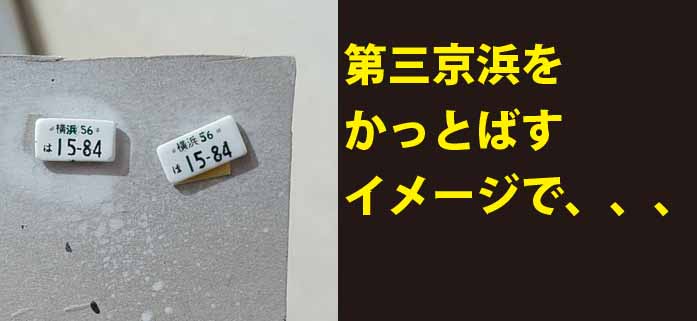 横浜 56
は 15-84
横浜 56
は 15-84
第三京浜を
かっとばす
イメージで、、、